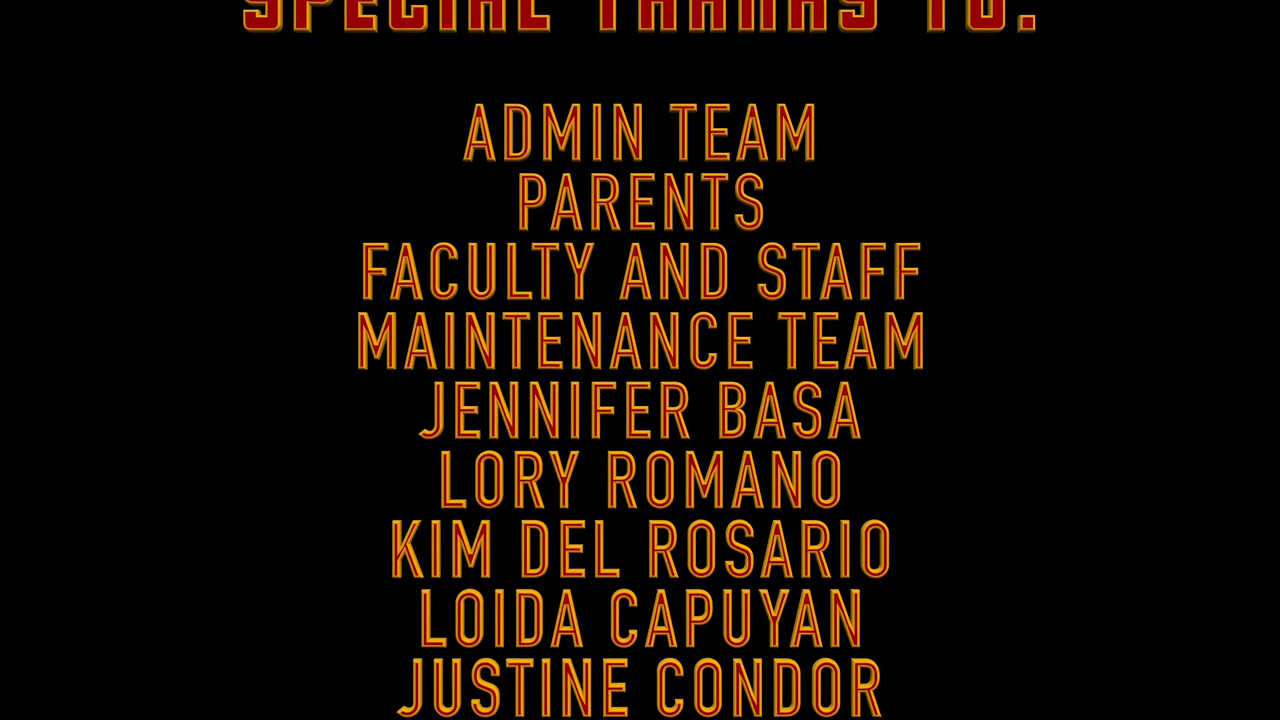 SPECIAL THANKS TO:
ADMIN TEAM
PARENTS
FACULTY AND STAFF
MAINTENANCE TEAM
JENNIFER BASA
LORY ROMANO
KIM DEL ROSARIO
LOIDA CAPUYAN
JUSTINE CONDOR